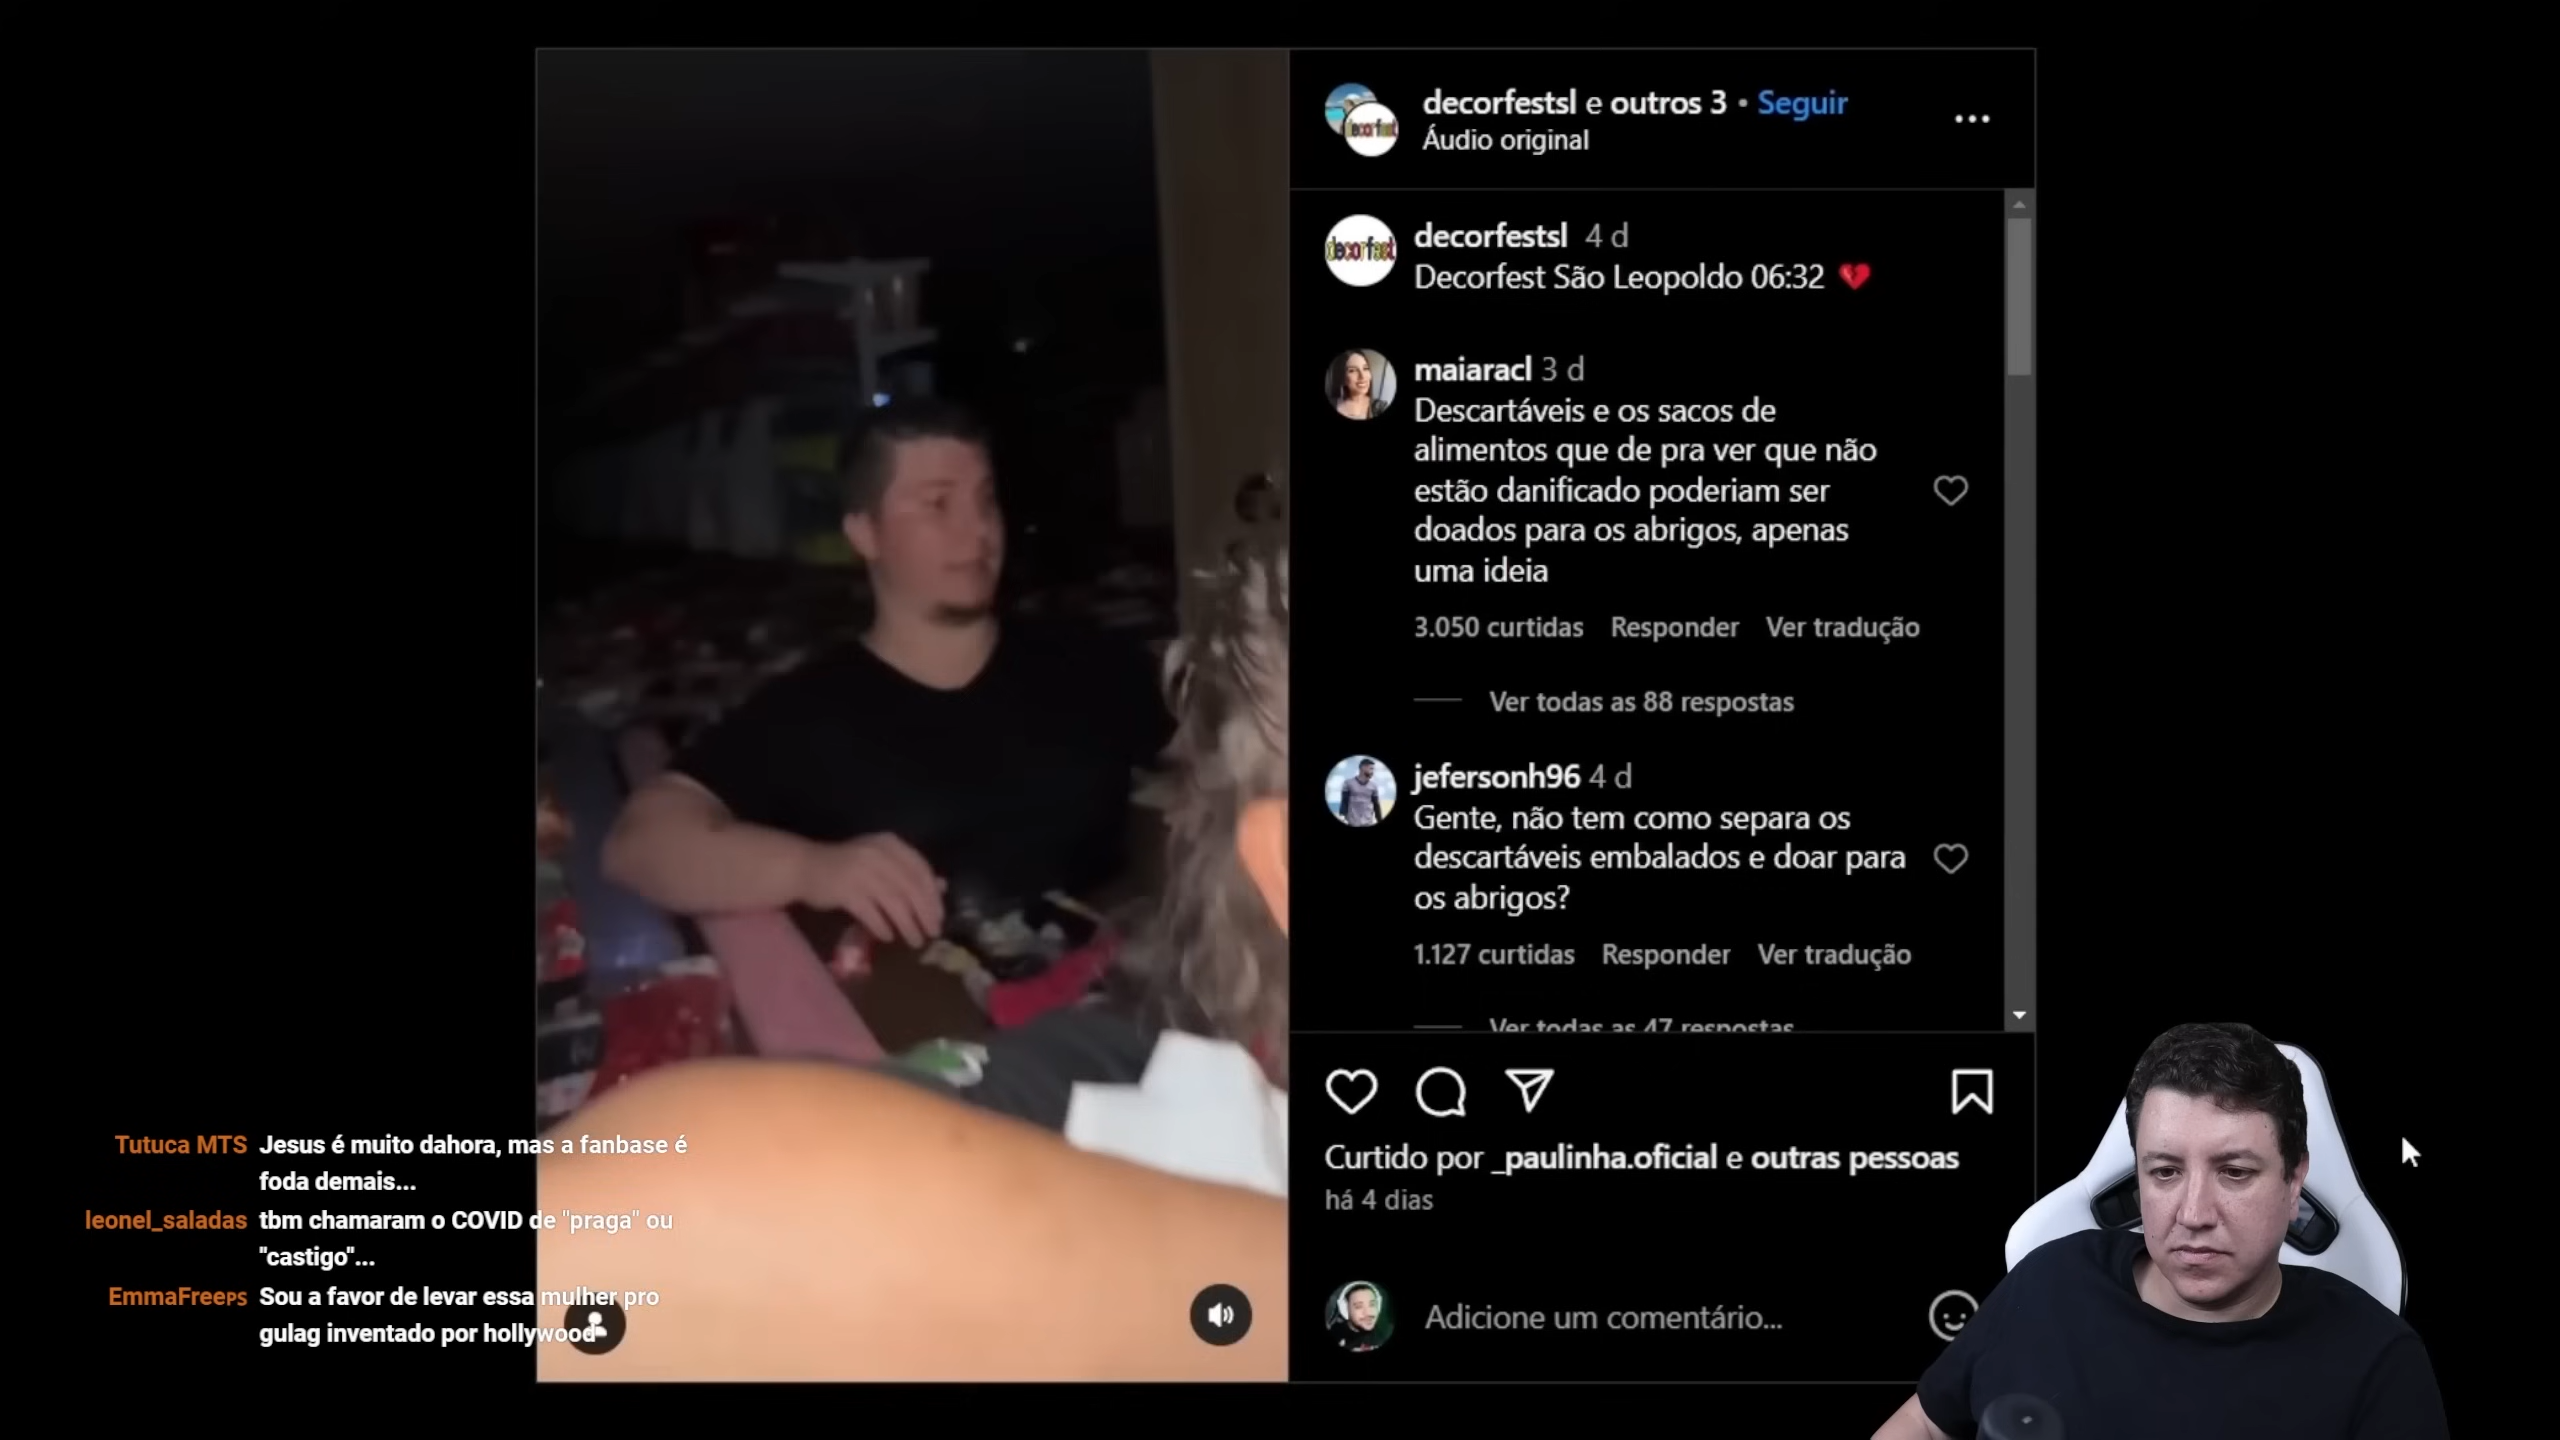 decorfestsl e outros 3 • Seguir
Áudio original
decorfest
decorfestsl 4 d
Decorfest São Leopoldo 06:32 💔
maiaracl 3 d
Descartáveis e os sacos de
alimentos que de pra ver que não
estão danificado poderiam ser
doados para os abrigos, apenas
uma ideia
3.050 curtidas Responder Ver tradução
Ver todas as 88 respostas
jefersonh96 4 d
Gente, não tem como separa os
descartáveis embalados e doar para
os abrigos?
1.127 curtidas Responder Ver tradução
Ver todas as 47 respostas
Curtido por _paulinha.oficial e outras pessoas
há 4 dias
Adicione um comentário...
Tutuca MTS Jesus é muito dahora, mas a fanbase é
foda demais...
leonel_saladas tbm chamaram o COVID de "praga" ou
"castigo"...
EmmaFreePS Sou a favor de levar essa mulher pro
gulag inventado por hollywood